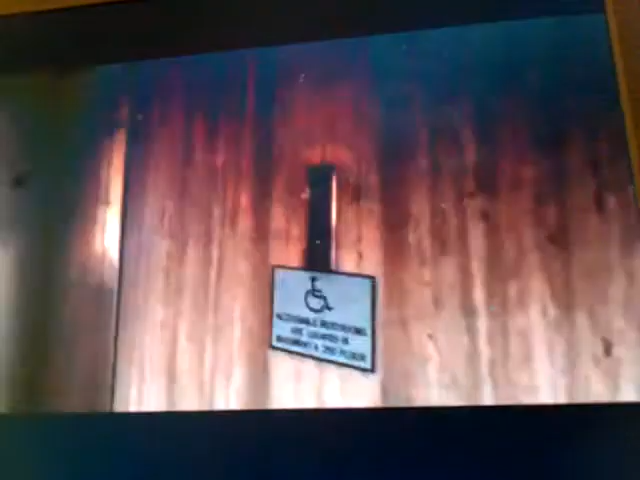 ACCESSIBLE RESTROOMS
ARE LOCATED IN
BASEMENT & 2ND FLOOR